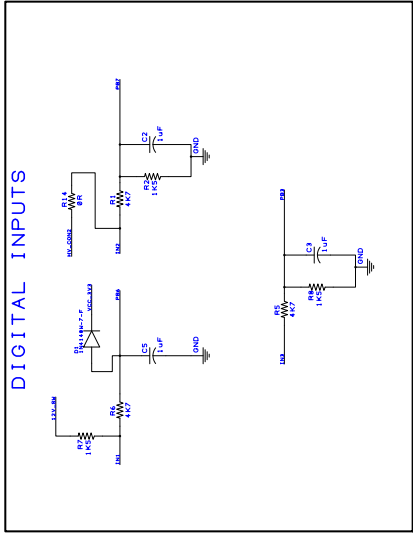 DIGITAL INPUTS
12V_SW
R7
1K5
IN1
R6
4K7
D1
1N4148W-7-F
VCC_3V3
PB6
C5
1uF
GND
HV_CON2
R14
0R
IN2
R1
4K7
PB7
R2
1K5
C2
1uF
GND
IN3
R5
4K7
PB3
R8
1K5
C3
1uF
GND